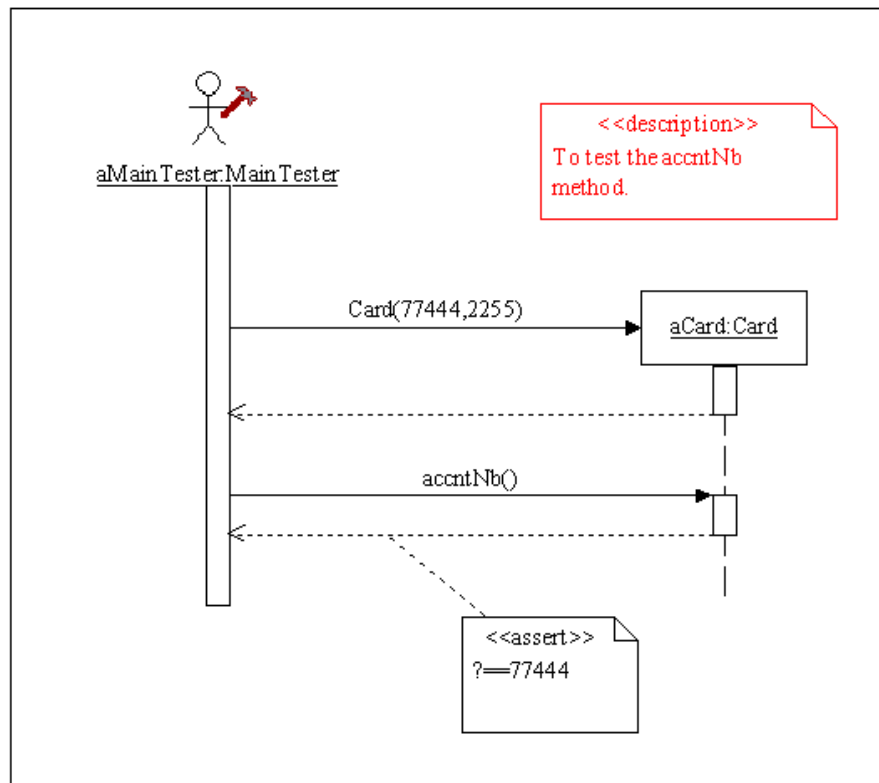 <<description>>
To test the accntNb
method.
aMainTester:MainTester
Card(77444,2255)
aCard:Card
accntNb()
<<assert>>
?==77444